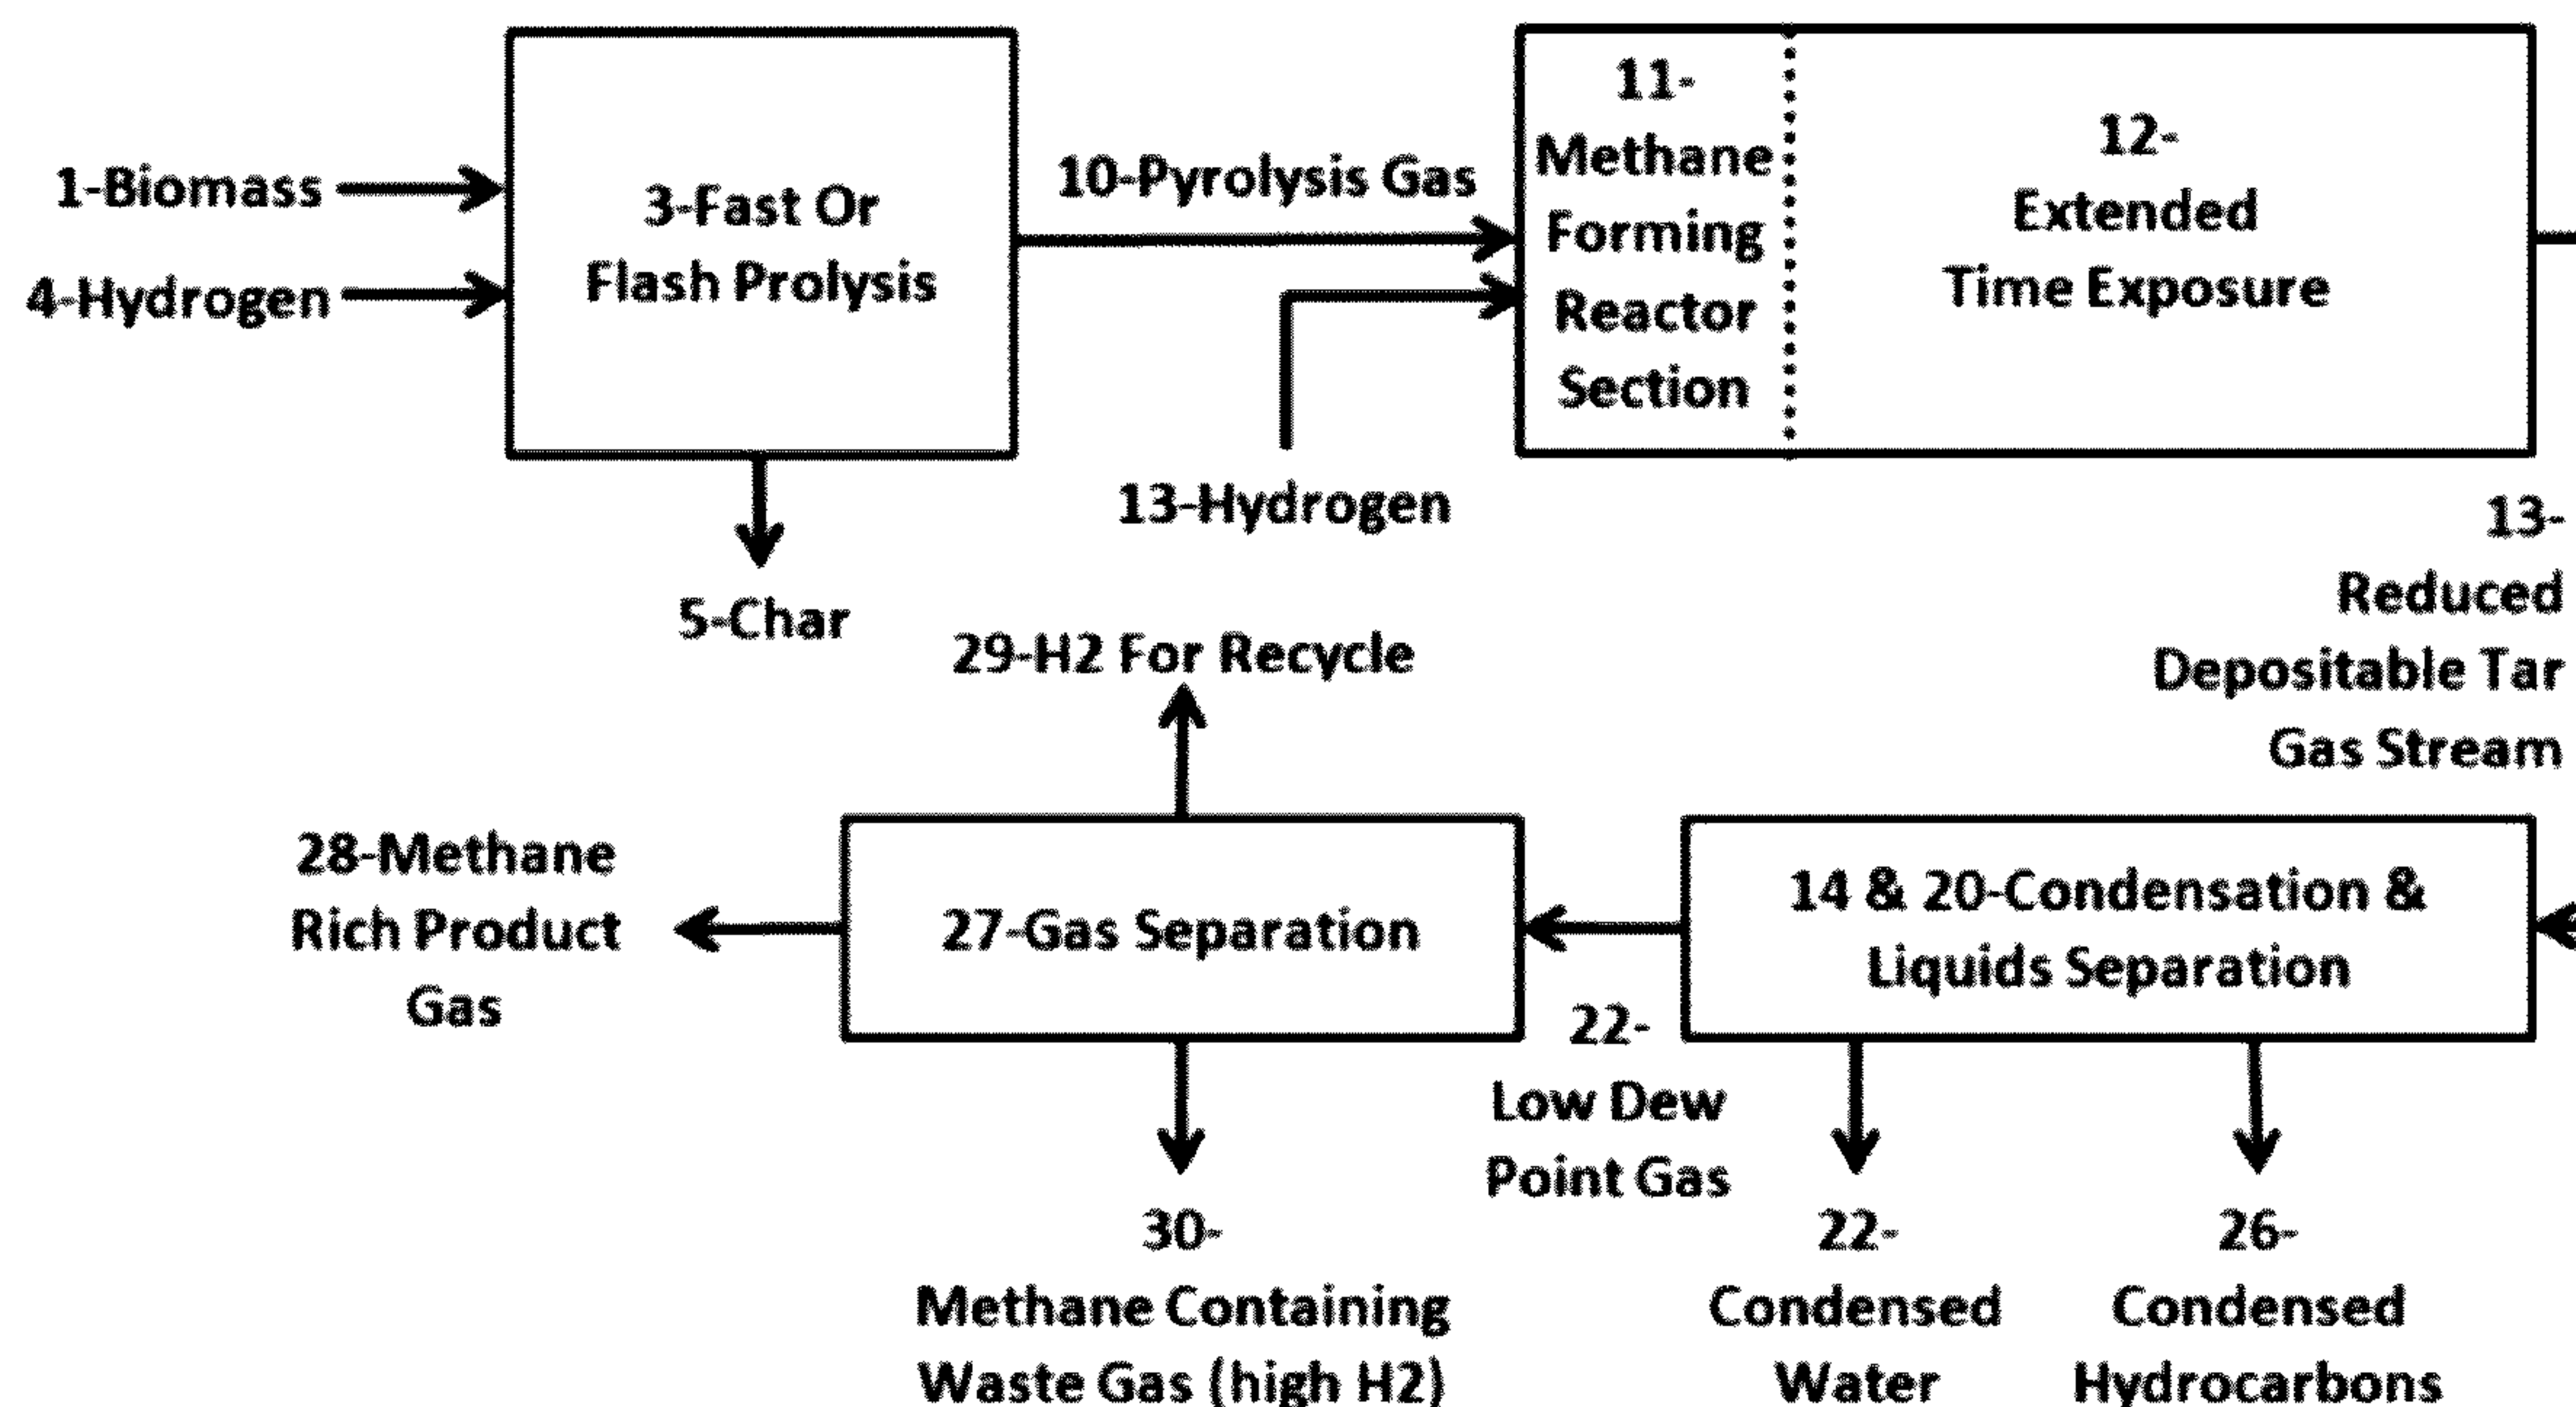 1-Biomass
4-Hydrogen
3-Fast Or
Flash Prolysis
5-Char
10-Pyrolysis Gas
13-Hydrogen
11-
Methane
Forming
Reactor
Section
12-
Extended
Time Exposure
13-
Reduced
Depositable Tar
Gas Stream
14 & 20-Condensation &
Liquids Separation
22-
Condensed
Water
26-
Condensed
Hydrocarbons
22-
Low Dew
Point Gas
27-Gas Separation
29-H2 For Recycle
28-Methane
Rich Product
Gas
30-
Methane Containing
Waste Gas (high H2)